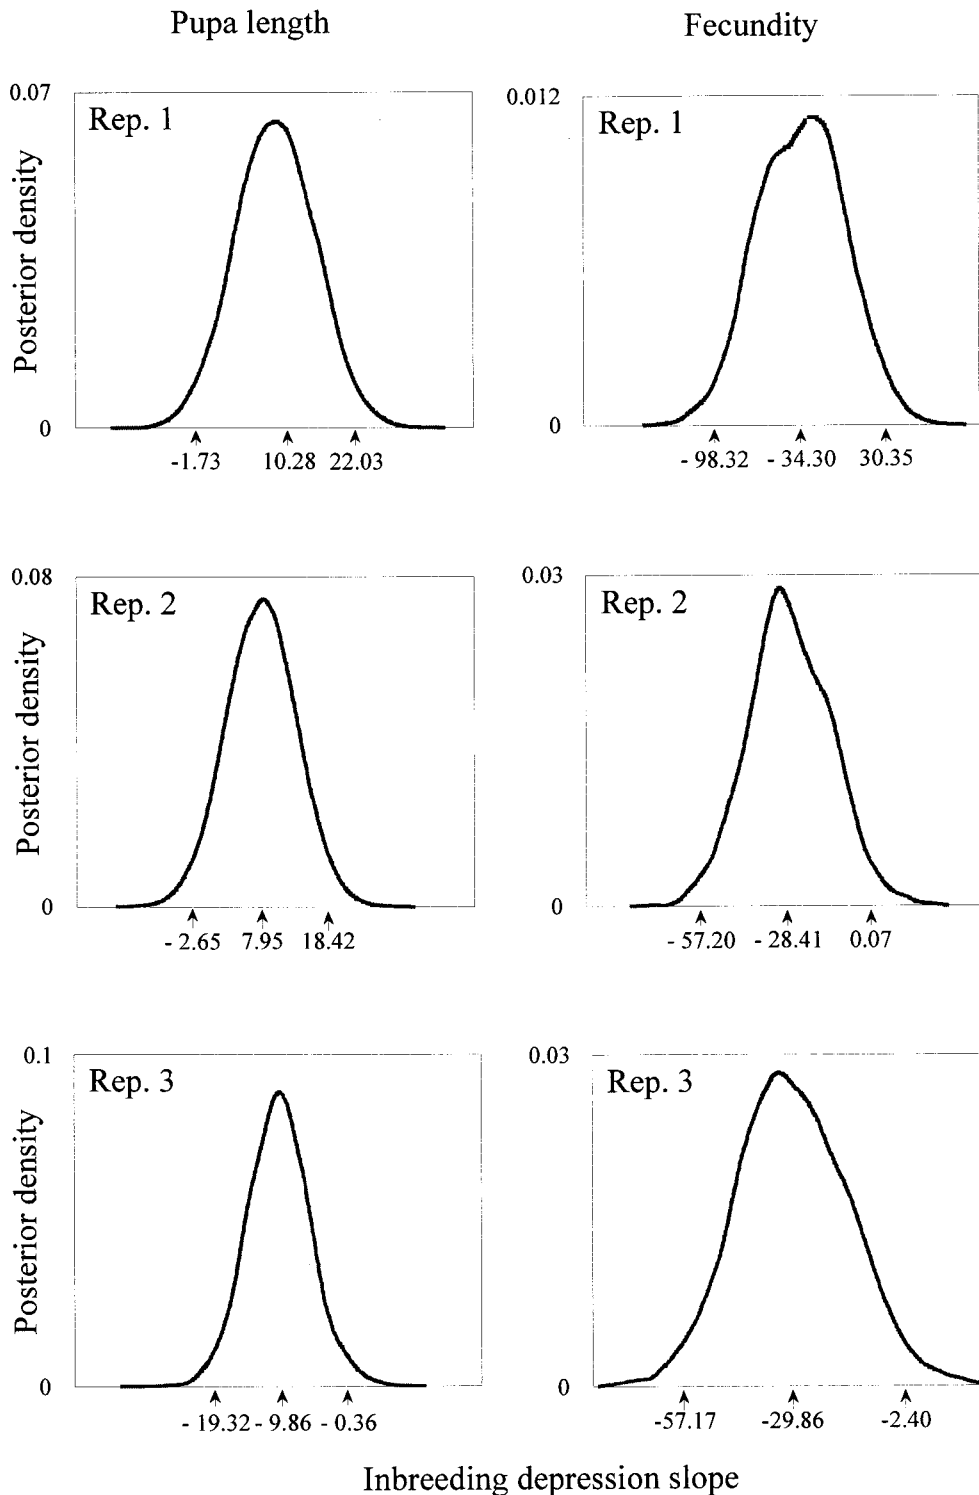 Pupa length
Fecundity
0.07
Rep. 1
Posterior density
0
-1.73
10.28
22.03
0.012
Rep. 1
0
- 98.32
- 34.30
30.35
0.08
Rep. 2
Posterior density
0
- 2.65
7.95
18.42
0.03
Rep. 2
0
- 57.20
- 28.41
0.07
0.1
Rep. 3
Posterior density
0
- 19.32
- 9.86
- 0.36
0.03
Rep. 3
0
-57.17
-29.86
-2.40
Inbreeding depression slope